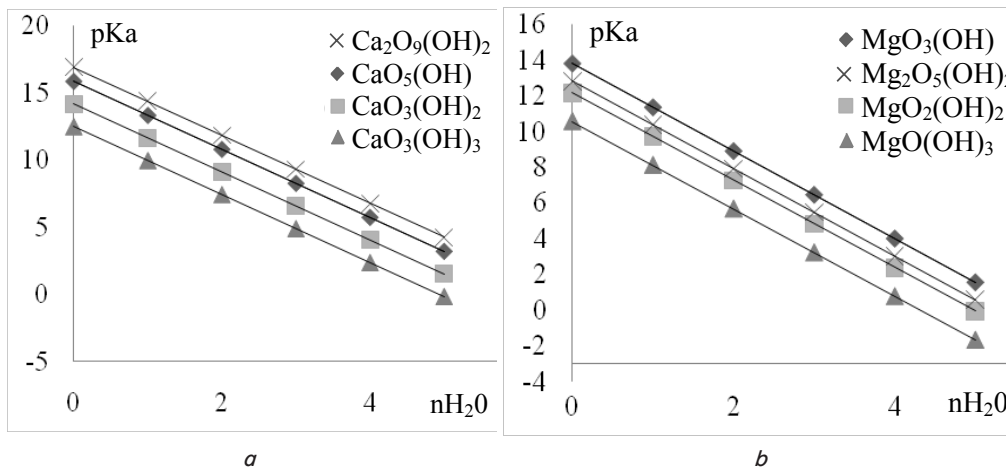 20
15
10
5
0
-5
pKa
Ca₂O₉(OH)₂
CaO₅(OH)
CaO₃(OH)₂
CaO₃(OH)₃
0 2 4 nH₂0
a
16
14
12
10
8
6
4
2
0
-2
-4
pKa
MgO₃(OH)
Mg₂O₅(OH)₂
MgO₂(OH)₂
MgO(OH)₃
0 2 4 nH₂0
b